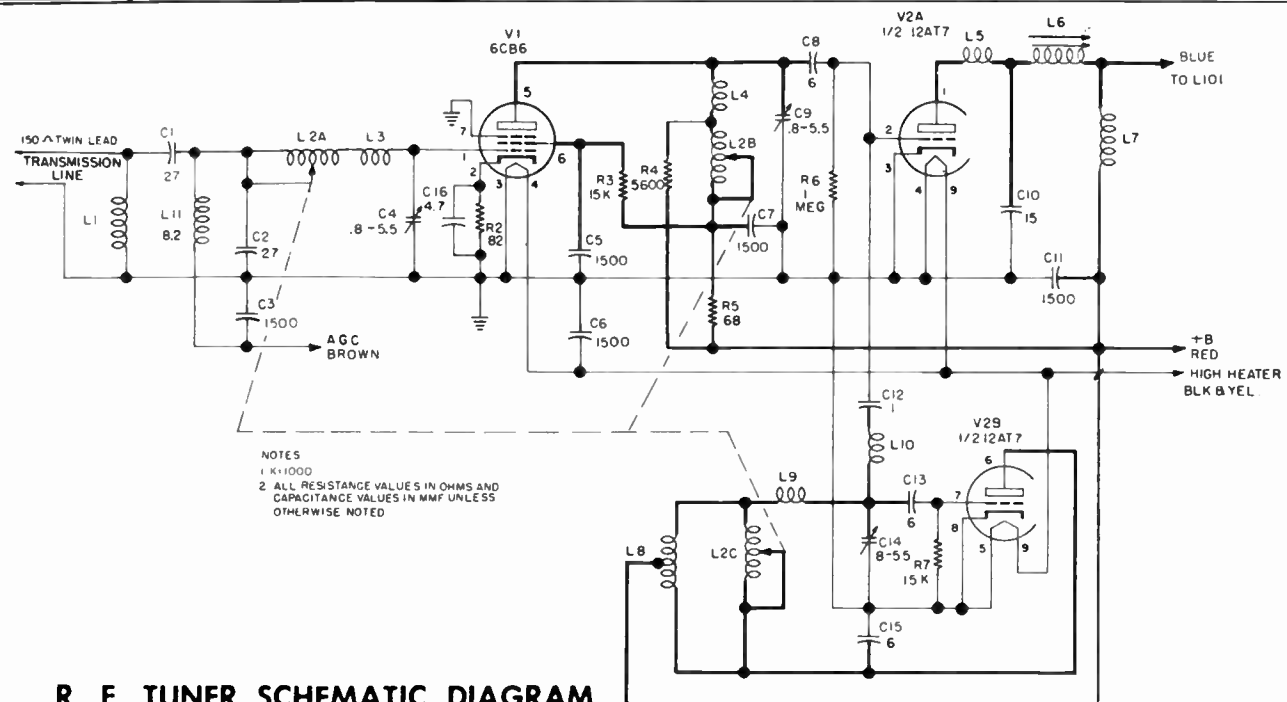 V1
6CB6
V2A
1/2 12AT7
L5
L6
BLUE
TO L101
C8
6
5
1
150 Ω TWIN LEAD
TRANSMISSION
LINE
C1
27
L2A
L3
7
1
6
2
3
4
L4
L2B
C9
.8-5.5
2
3
4
9
L7
L1
L11
8.2
C2
27
C4
.8-5.5
C16
4.7
R2
82
R3
15K
R4
5600
C5
1500
C7
1500
R6
1
MEG
C10
15
C11
1500
C3
1500
C6
1500
R5
68
AGC
BROWN
+B
RED
HIGH HEATER
BLK & YEL.
C12
1
L10
V2B
1/2 12AT7
6
NOTES
1 K=1000
2 ALL RESISTANCE VALUES IN OHMS AND
CAPACITANCE VALUES IN MMF UNLESS
OTHERWISE NOTED
L9
C13
6
7
8
5
9
L8
L2C
C14
.8-5.5
R7
15K
C15
6
R. F. TUNER SCHEMATIC DIAGRAM